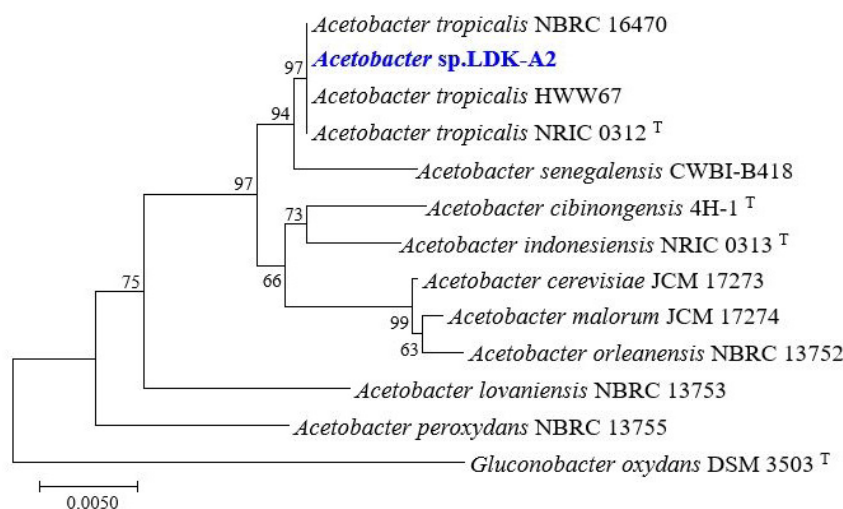 Acetobacter tropicalis NBRC 16470
97
Acetobacter sp.LDK-A2
Acetobacter tropicalis HWW67
94
Acetobacter tropicalis NRIC 0312 T
Acetobacter senegalensis CWBI-B418
97
Acetobacter cibinongensis 4H-1 T
73
Acetobacter indonesiensis NRIC 0313 T
66
75
Acetobacter cerevisiae JCM 17273
Acetobacter malorum JCM 17274
99
63
Acetobacter orleanensis NBRC 13752
Acetobacter lovaniensis NBRC 13753
Acetobacter peroxydans NBRC 13755
Gluconobacter oxydans DSM 3503 T
0.0050